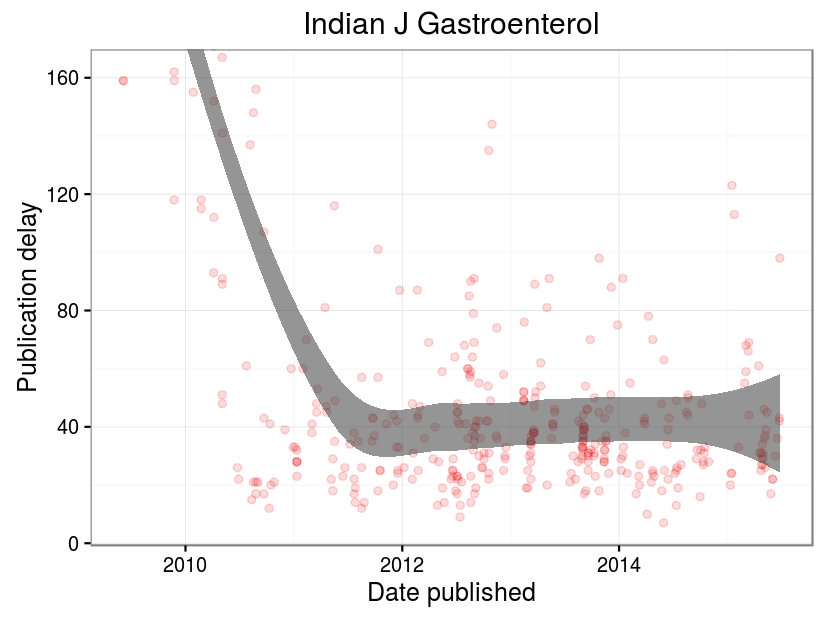 Indian J Gastroenterol
160
120
80
40
0
Publication delay
2010
2012
2014
Date published